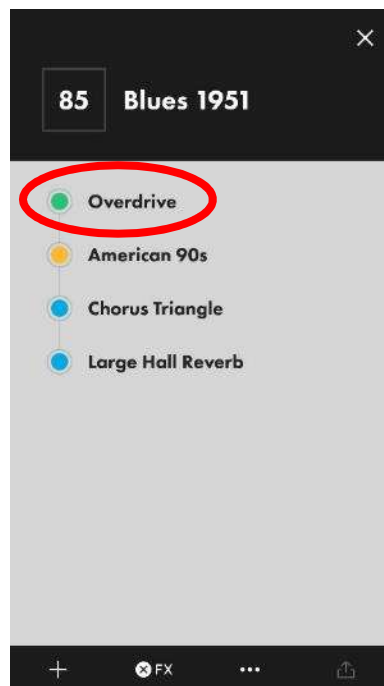 85 Blues 1951
Overdrive
American 90s
Chorus Triangle
Large Hall Reverb
FX